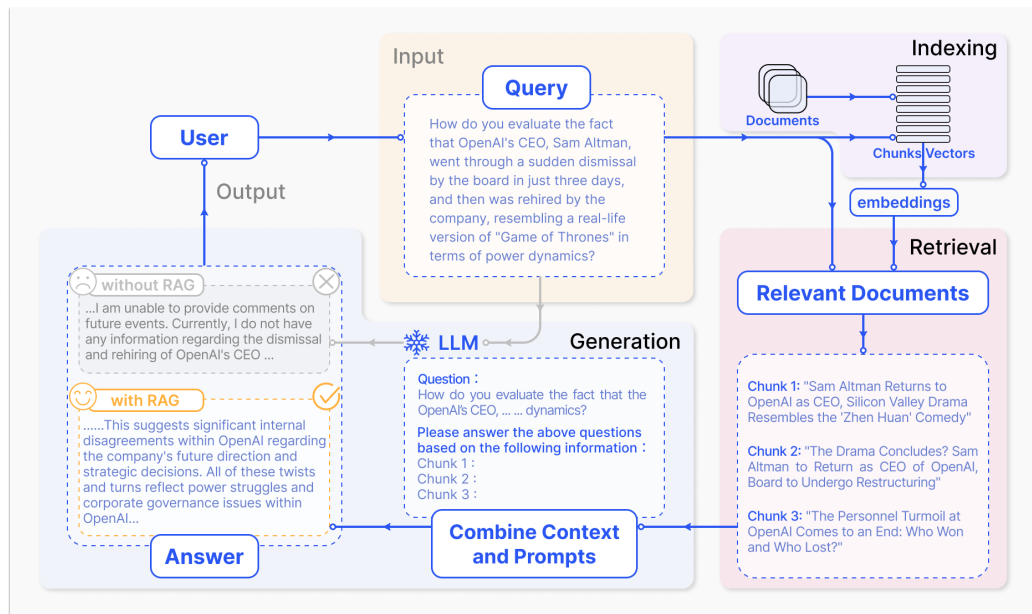 Input
Query
How do you evaluate the fact
that OpenAI's CEO, Sam Altman,
went through a sudden dismissal
by the board in just three days,
and then was rehired by the
company, resembling a real-life
version of "Game of Thrones" in
terms of power dynamics?
Indexing
Documents
Chunks Vectors
embeddings
User
Output
Retrieval
Relevant Documents
Chunk 1: "Sam Altman Returns to
OpenAI as CEO, Silicon Valley Drama
Resembles the 'Zhen Huan' Comedy"
Chunk 2: "The Drama Concludes? Sam
Altman to Return as CEO of OpenAI,
Board to Undergo Restructuring"
Chunk 3: "The Personnel Turmoil at
OpenAI Comes to an End: Who Won
and Who Lost?"
without RAG
...I am unable to provide comments on
future events. Currently, I do not have
any information regarding the dismissal
and rehiring of OpenAI's CEO ...
with RAG
......This suggests significant internal
disagreements within OpenAI regarding
the company's future direction and
strategic decisions. All of these twists
and turns reflect power struggles and
corporate governance issues within
OpenAI...
Answer
LLM
Generation
Question :
How do you evaluate the fact that the
OpenAI's CEO, ... ... dynamics?
Please answer the above questions
based on the following information :
Chunk 1 :
Chunk 2 :
Chunk 3 :
Combine Context
and Prompts